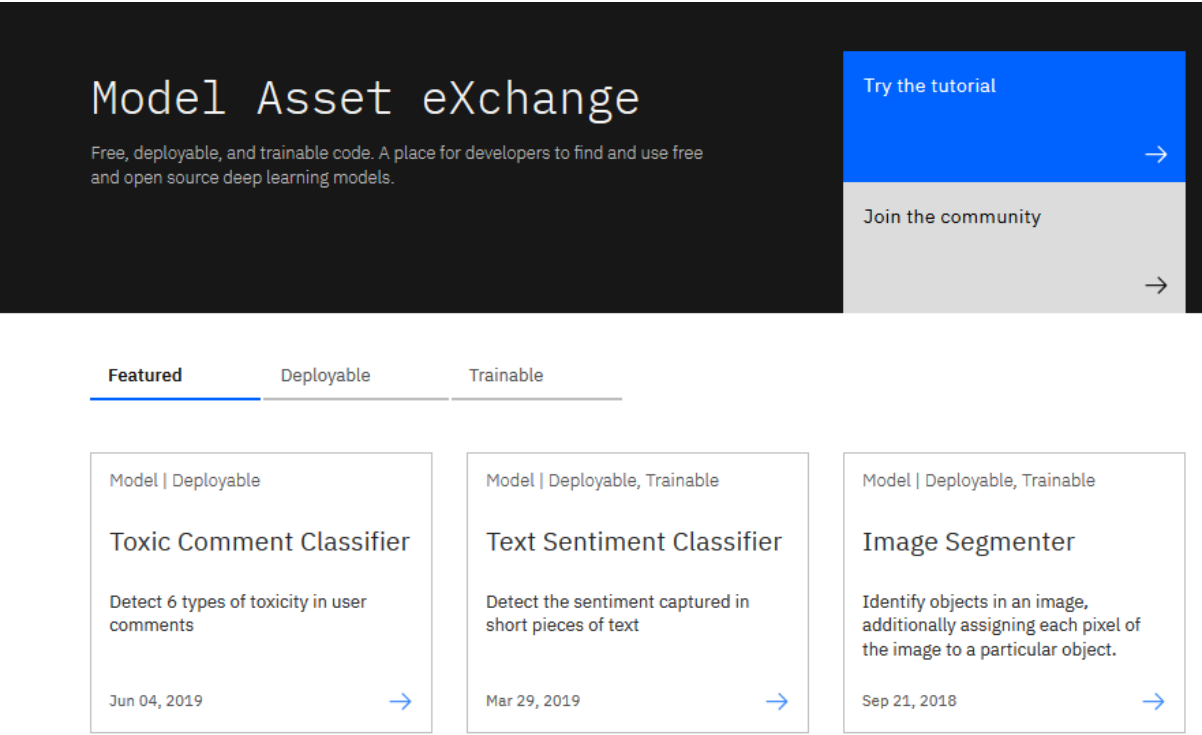 Model Asset eXchange
Free, deployable, and trainable code. A place for developers to find and use free
and open source deep learning models.
Try the tutorial
Join the community
Featured
Deployable
Trainable
Model | Deployable
Toxic Comment Classifier
Detect 6 types of toxicity in user
comments
Jun 04, 2019
Model | Deployable, Trainable
Text Sentiment Classifier
Detect the sentiment captured in
short pieces of text
Mar 29, 2019
Model | Deployable, Trainable
Image Segmenter
Identify objects in an image,
additionally assigning each pixel of
the image to a particular object.
Sep 21, 2018